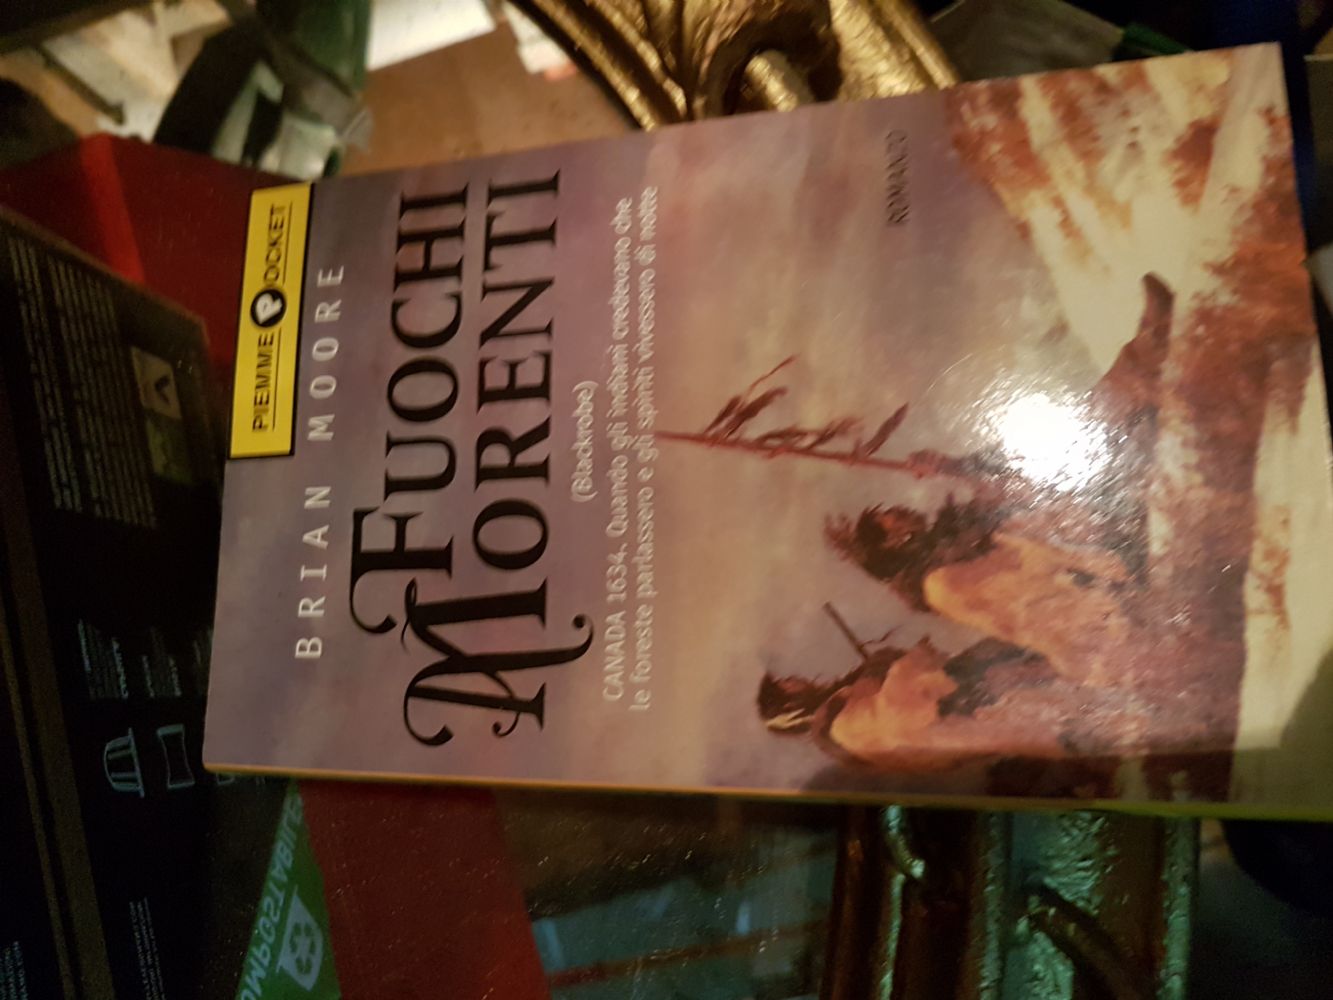 PIEMME POCKET
BRIAN MOORE
FUOCHI
MORENTI
(Blackrobe)
CANADA 1634. Quando gli indiani credevano che
le foreste parlassero e gli spiriti vivessero di notte
ROMANZO